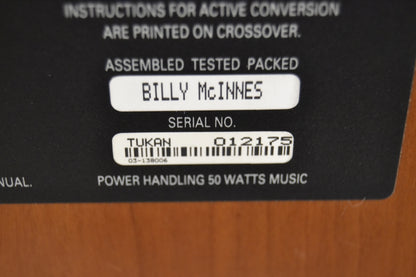 INSTRUCTIONS FOR ACTIVE CONVERSION
ARE PRINTED ON CROSSOVER.
ASSEMBLED TESTED PACKED
BILLY McINNES
SERIAL NO.
TUKAN 012175
03-138006
NUAL.
POWER HANDLING 50 WATTS MUSIC